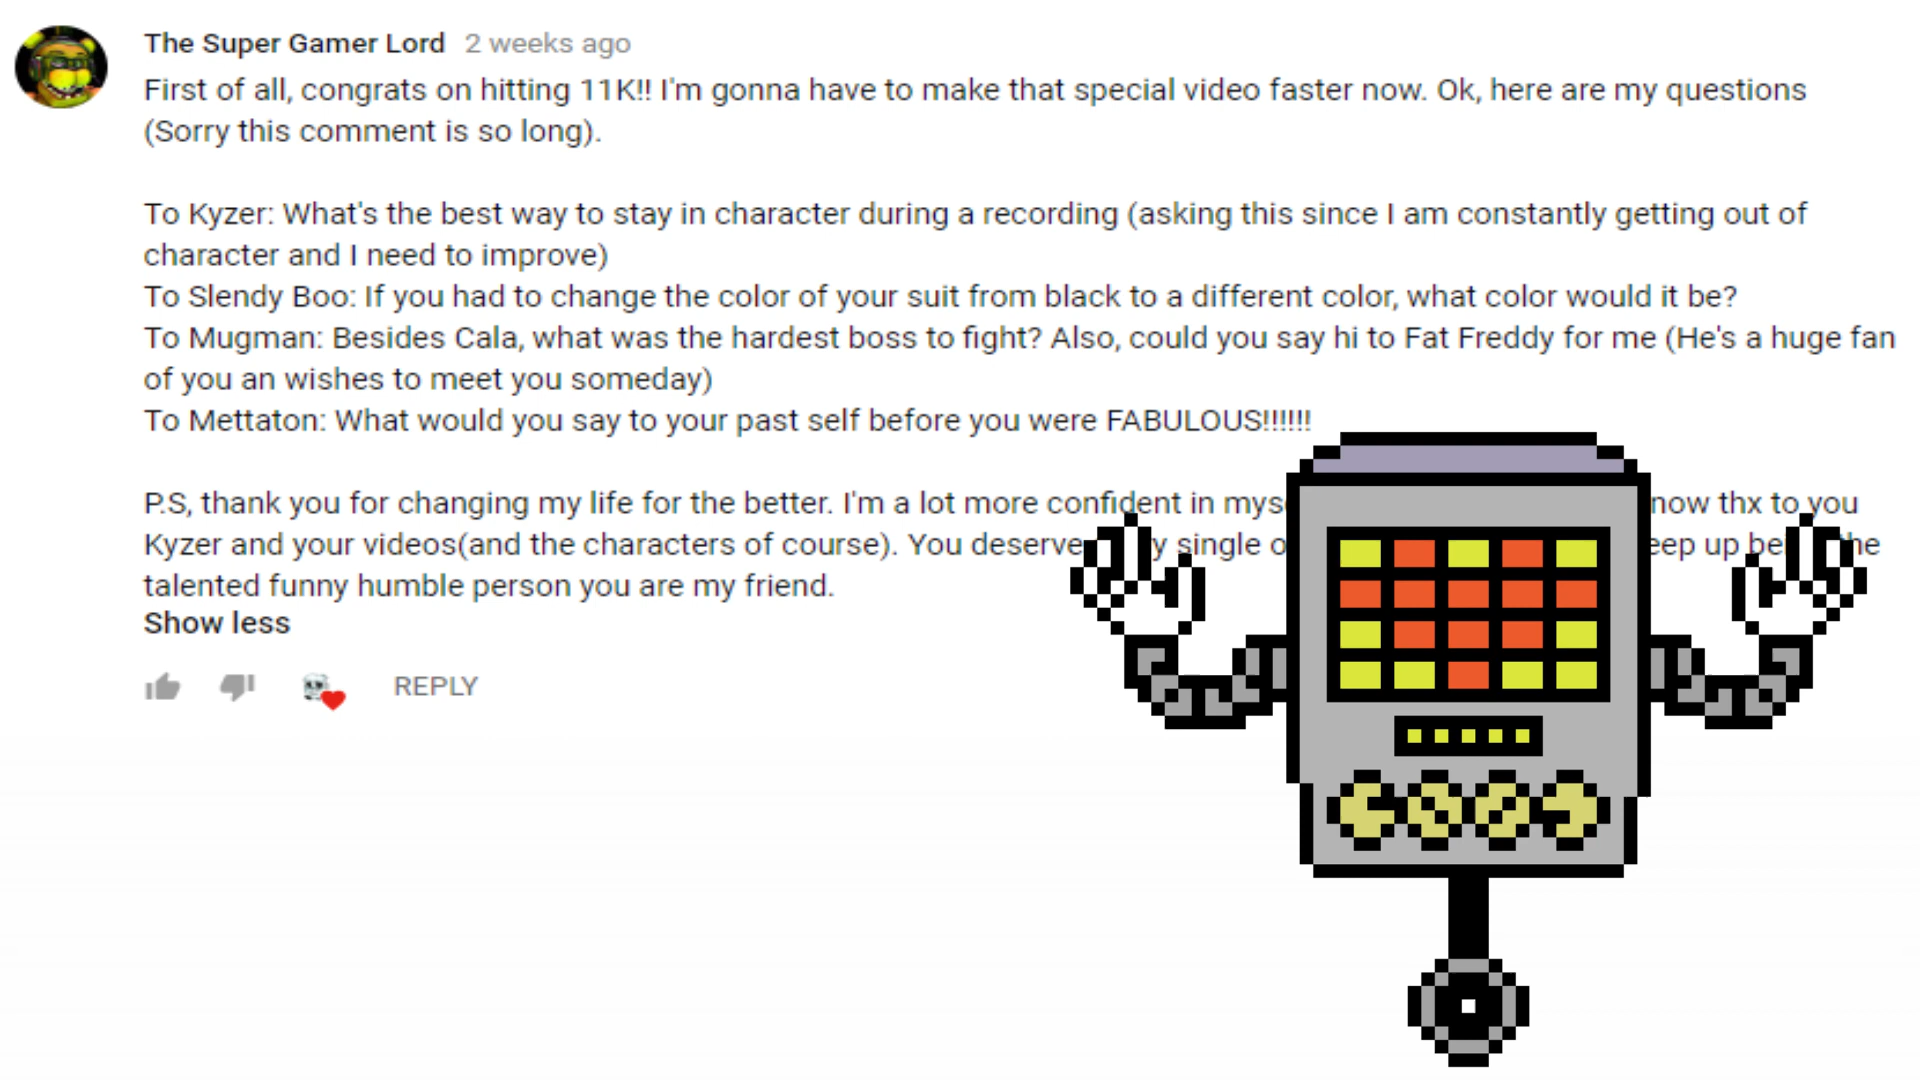 The Super Gamer Lord 2 weeks ago
First of all, congrats on hitting 11K!! I'm gonna have to make that special video faster now. Ok, here are my questions
(Sorry this comment is so long).
To Kyzer: What's the best way to stay in character during a recording (asking this since I am constantly getting out of
character and I need to improve)
To Slendy Boo: If you had to change the color of your suit from black to a different color, what color would it be?
To Mugman: Besides Cala, what was the hardest boss to fight? Also, could you say hi to Fat Freddy for me (He's a huge fan
of you an wishes to meet you someday)
To Mettaton: What would you say to your past self before you were FABULOUS!!!!!!
P.S, thank you for changing my life for the better. I'm a lot more confident in now thx to you
Kyzer and your videos(and the characters of course). You single up the
talented funny humble person you are my friend.
Show less
REPLY